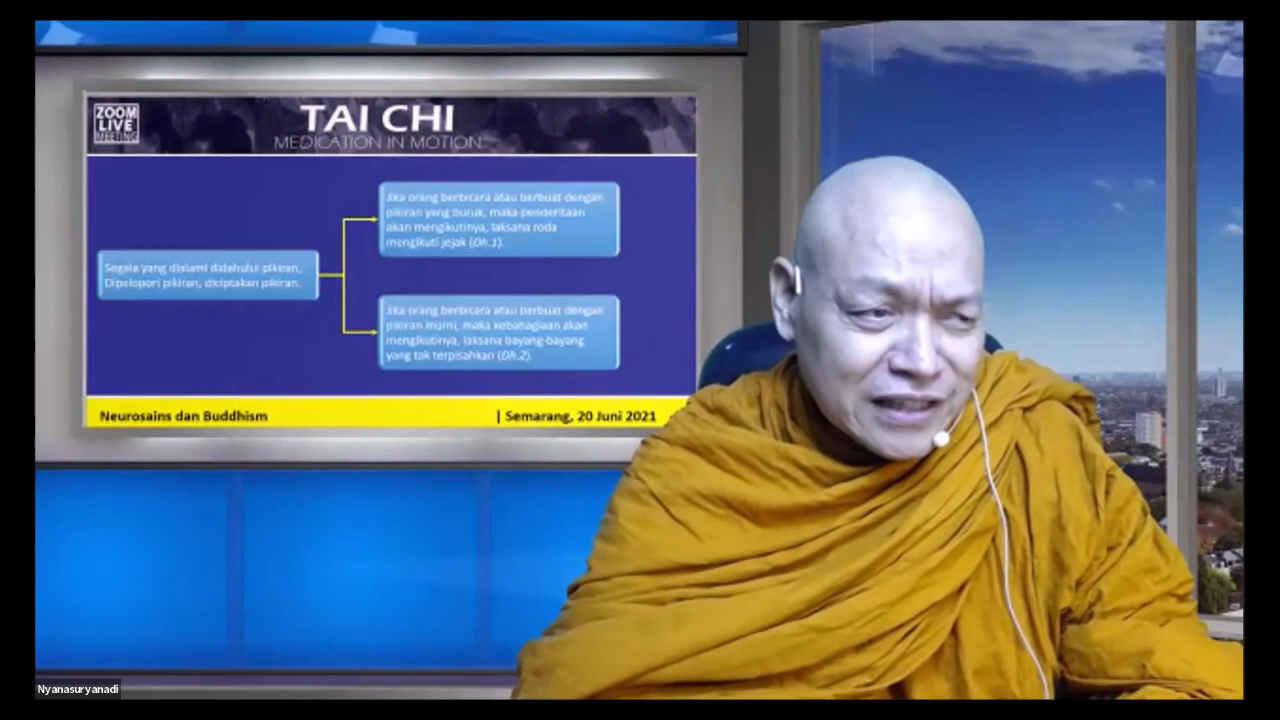 ZOOM
LIVE
MEETING
TAI CHI
MEDICATION IN MOTION
Segala yang dialami didahului pikiran,
Dipelopori pikiran, diciptakan pikiran.
Jika orang berbicara atau berbuat dengan
pikiran yang buruk, maka penderitaan
akan mengikutinya, laksana roda
mengikuti jejak (Dh.1).
Jika orang berbicara atau berbuat dengan
pikiran murni, maka kebahagiaan akan
mengikutinya, laksana bayang-bayang
yang tak terpisahkan (Dh.2).
Neurosains dan Buddhism | Semarang, 20 Juni 2021
Nyanasuryanadi